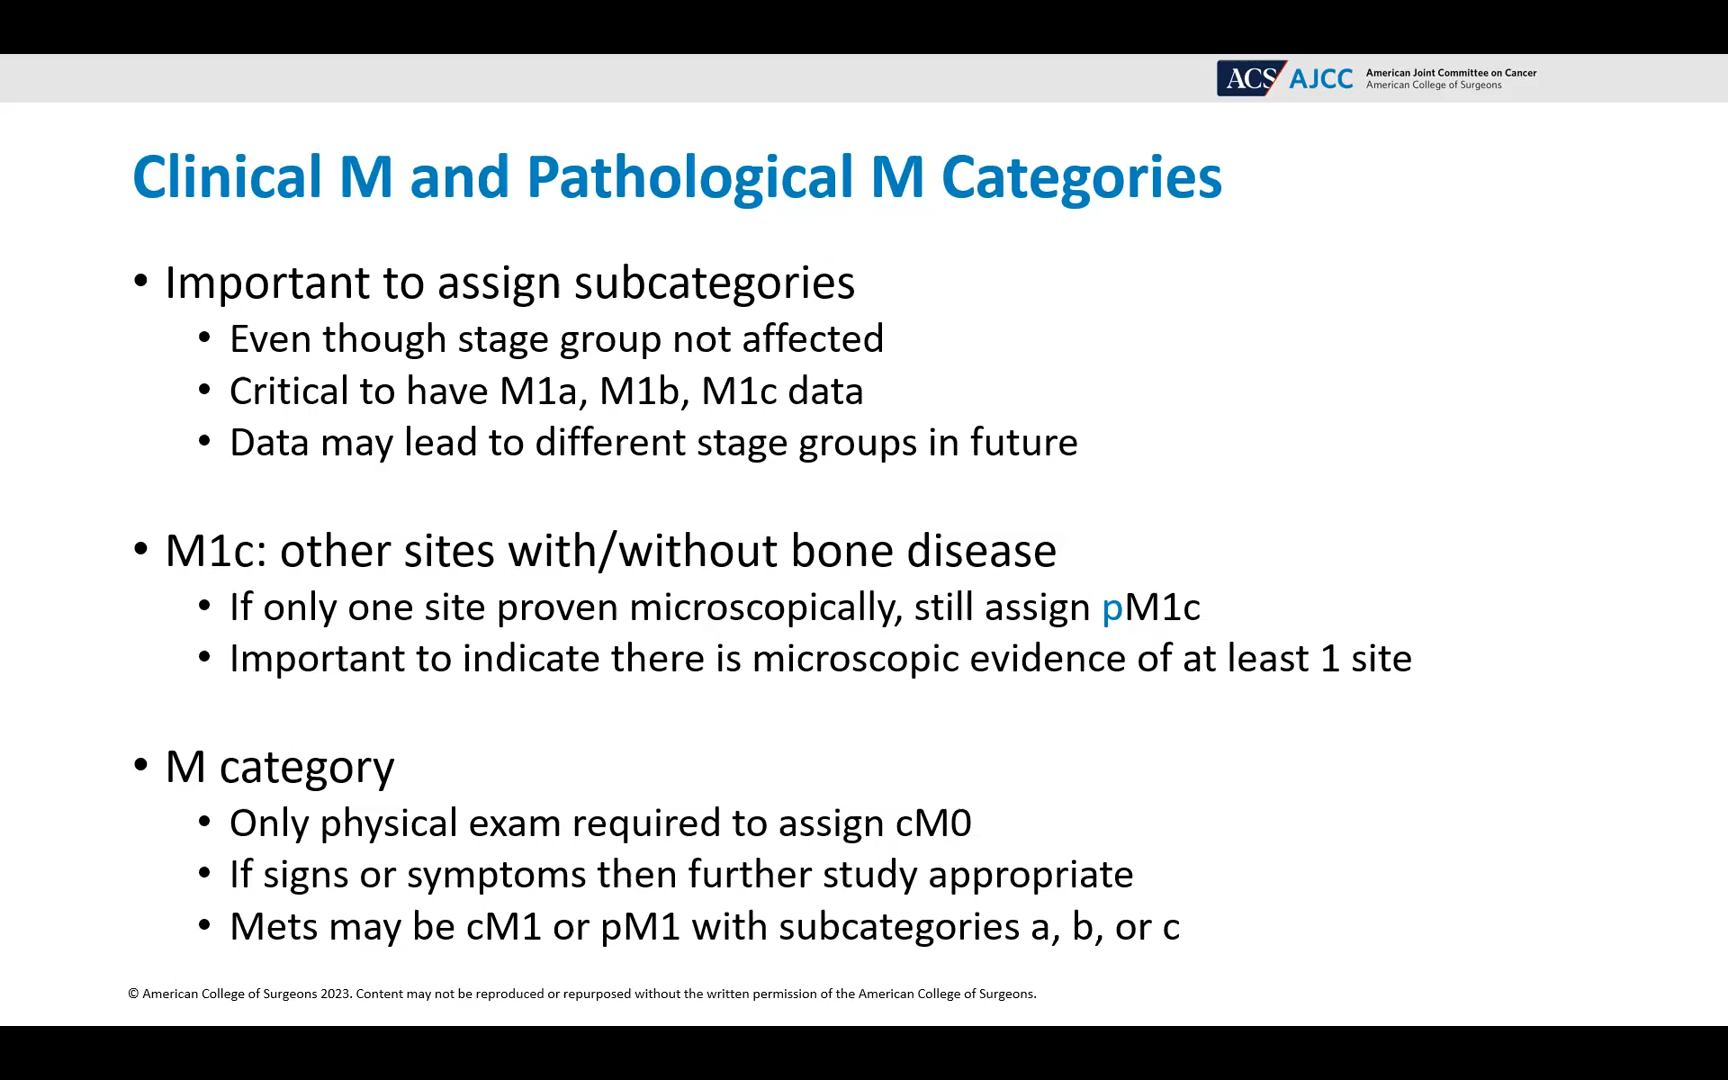 ACS AJCC American Joint Committee on Cancer
American College of Surgeons
Clinical M and Pathological M Categories
• Important to assign subcategories
• Even though stage group not affected
• Critical to have M1a, M1b, M1c data
• Data may lead to different stage groups in future
• M1c: other sites with/without bone disease
• If only one site proven microscopically, still assign pM1c
• Important to indicate there is microscopic evidence of at least 1 site
• M category
• Only physical exam required to assign cM0
• If signs or symptoms then further study appropriate
• Mets may be cM1 or pM1 with subcategories a, b, or c
© American College of Surgeons 2023. Content may not be reproduced or repurposed without the written permission of the American College of Surgeons.